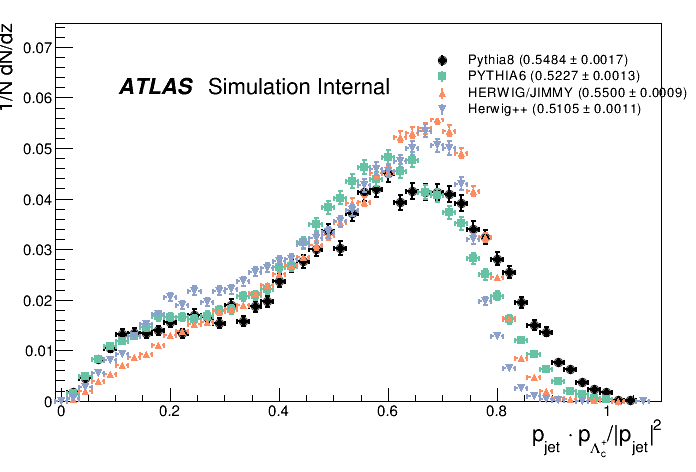 1/N dN/dz
0.07
0.06
0.05
0.04
0.03
0.02
0.01
0
ATLAS Simulation Internal
Pythia8 (0.5484 ± 0.0017)
PYTHIA6 (0.5227 ± 0.0013)
HERWIG/JIMMY (0.5500 ± 0.0009)
Herwig++ (0.5105 ± 0.0011)
0 0.2 0.4 0.6 0.8 1
p_jet · p_Λ_c^+/|p_jet|^2